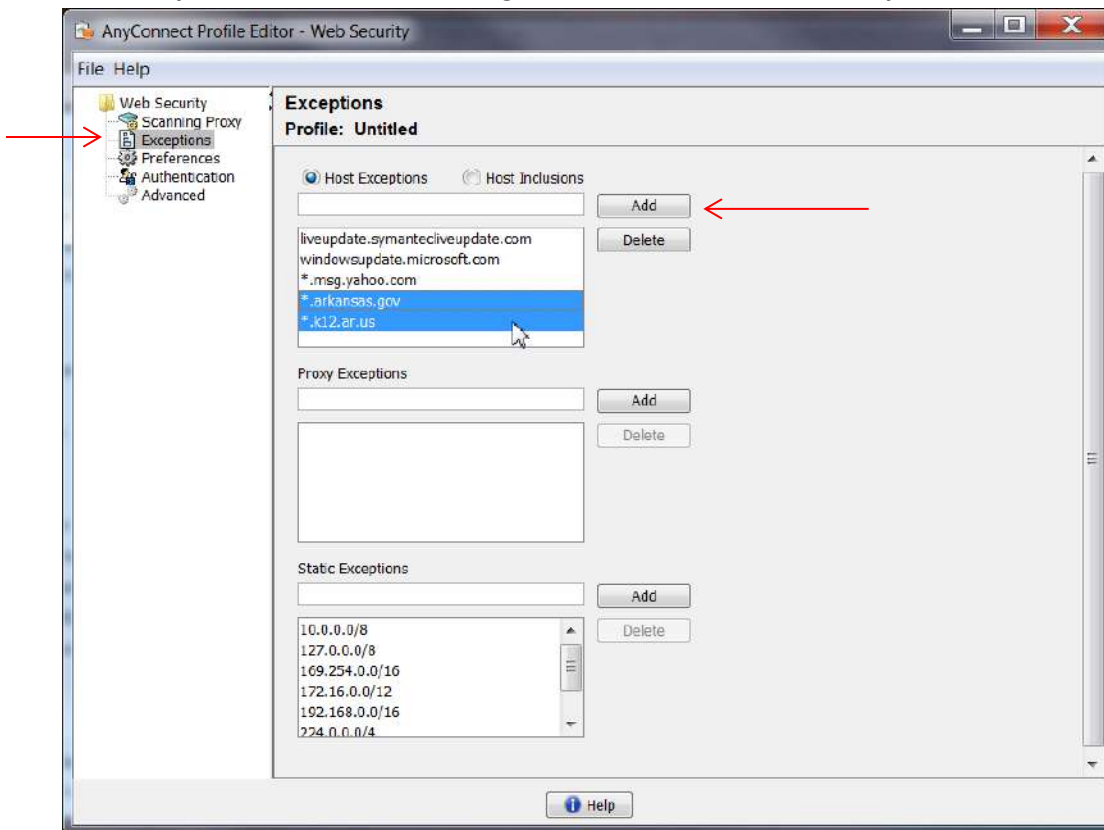 AnyConnect Profile Editor - Web Security
File Help
Web Security
Scanning Proxy
Exceptions
Preferences
Authentication
Advanced
Exceptions
Profile: Untitled
Host Exceptions Host Inclusions
Add
liveupdate.symantecliveupdate.com
Delete
windowsupdate.microsoft.com
*.msg.yahoo.com
*.arkansas.gov
*.k12.ar.us
Proxy Exceptions
Add
Delete
Static Exceptions
Add
10.0.0.0/8
Delete
127.0.0.0/8
169.254.0.0/16
172.16.0.0/12
192.168.0.0/16
224.0.0.0/4
Help